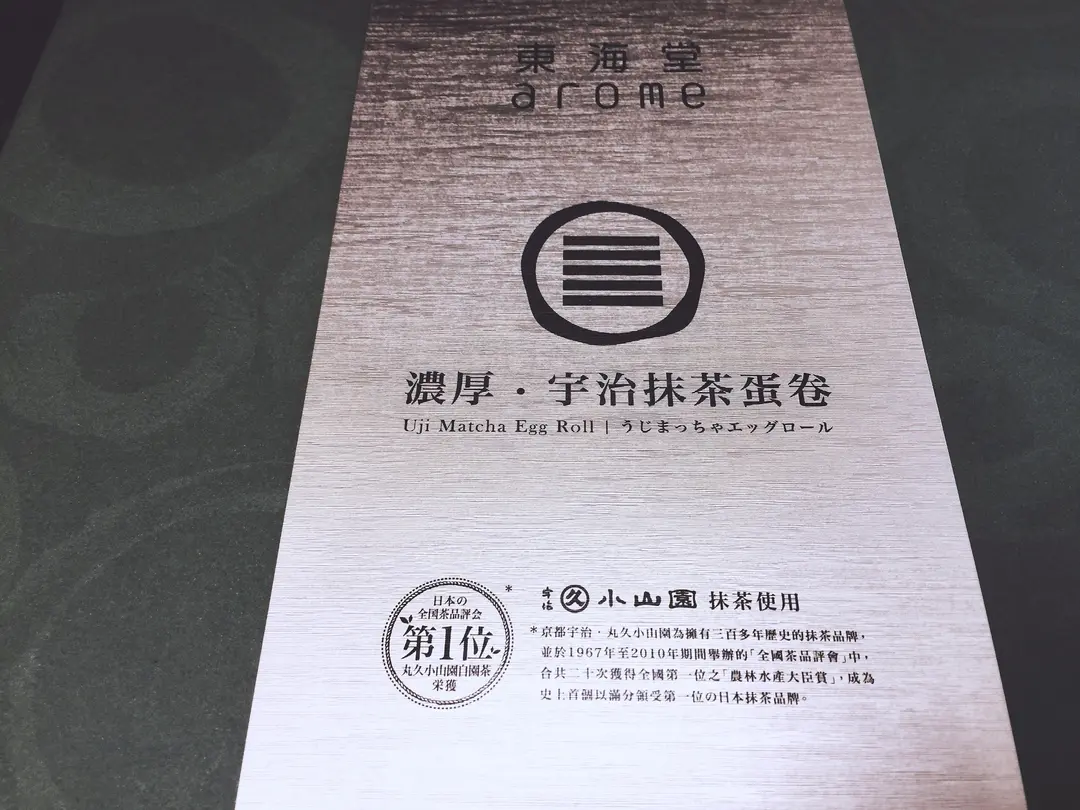 東海堂
arome
濃厚・宇治抹茶蛋卷
Uji Matcha Egg Roll | うじまっちゃエッグロール
日本の
全国茶品評会
第1位
丸久小山園自園茶
栄獲
*
宇治 久 小山園 抹茶使用
*京都宇治・丸久小山園為擁有三百多年歷史的抹茶品牌，
並於1967年至2010年期間舉辦的「全國茶品評會」中，
合共二十次獲得全國第一位之「農林水產大臣賞」，成為
史上首個以滿分領受第一位の日本抹茶品牌。